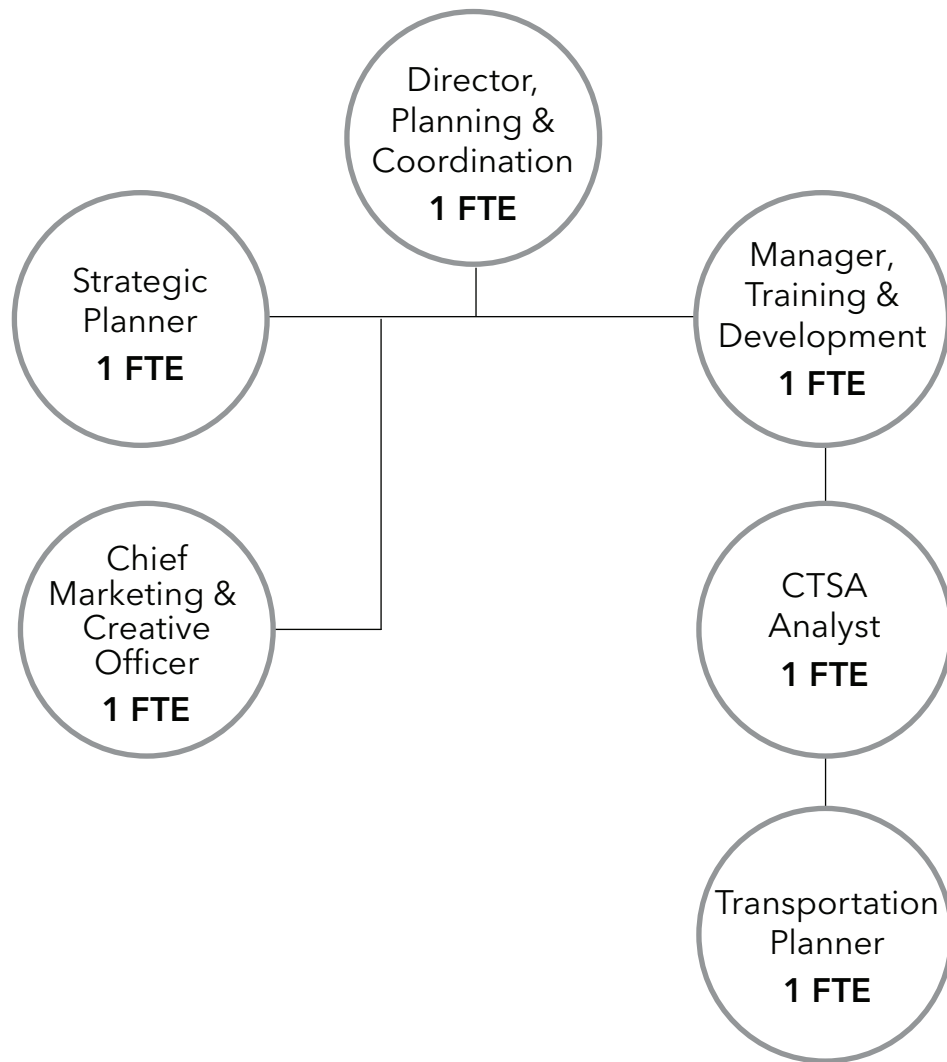 Director,
Planning &
Coordination
1 FTE
Strategic
Planner
1 FTE
Manager,
Training &
Development
1 FTE
Chief
Marketing &
Creative
Officer
1 FTE
CTSA
Analyst
1 FTE
Transportation
Planner
1 FTE